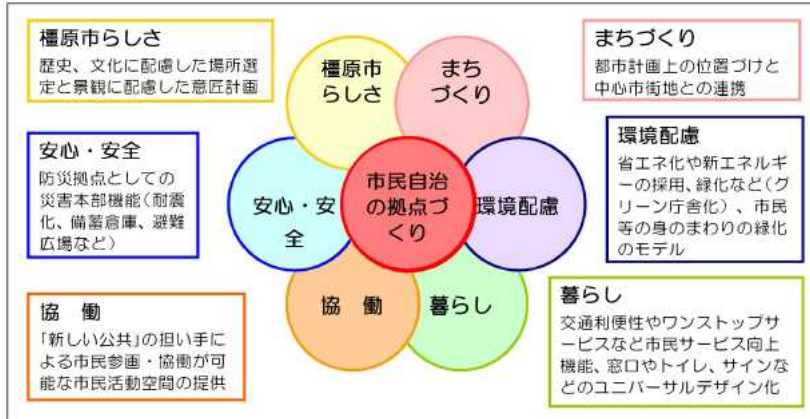 橿原市らしさ
歴史、文化に配慮した場所選
定と景観に配慮した意匠計画
安心・安全
防災拠点としての
災害本部機能（耐震
化、備蓄倉庫、避難
広場など）
協　働
「新しい公共」の担い手に
よる市民参画・協働が可
能な市民活動空間の提供
橿原市
らしさ
まち
づくり
安心・安
全
市民自治
の拠点づ
くり
環境配慮
協　働
暮らし
まちづくり
都市計画上の位置づけと
中心市街地との連携
環境配慮
省エネ化や新エネルギ
ーの採用、緑化など（グ
リーン庁舎化）、市民
等の身のまわりの緑化
のモデル
暮らし
交通利便性やワンストップサー
ビスなど市民サービス向上
機能、窓口やトイレ、サインな
どのユニバーサルデザイン化